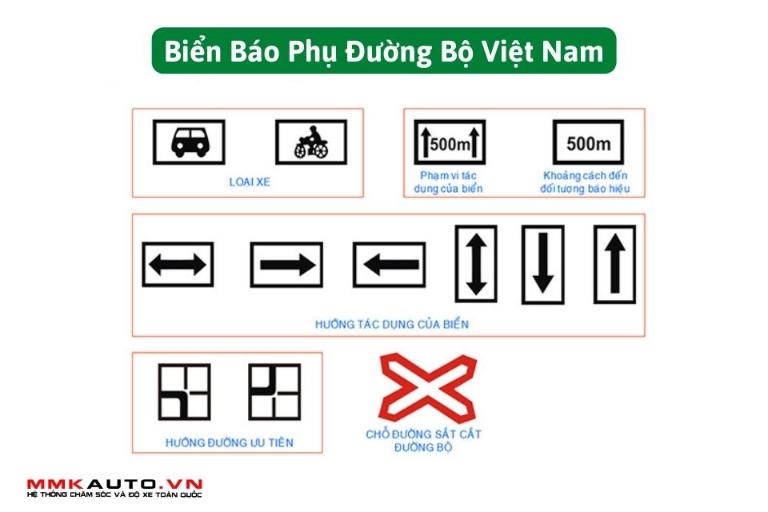 Biển Báo Phụ Đường Bộ Việt Nam
500m
500m
LOẠI XE
Phạm vi tác
dụng của biển
Khoảng cách đến
đối tượng báo hiệu
HƯỚNG TÁC DỤNG CỦA BIỂN
HƯỚNG ĐƯỜNG ƯU TIÊN
CHỖ ĐƯỜNG SẮT CẮT
ĐƯỜNG BỘ
MMKAUTO.VN
HỆ THỐNG CHĂM SÓC VÀ ĐỘ XE TOÀN QUỐC